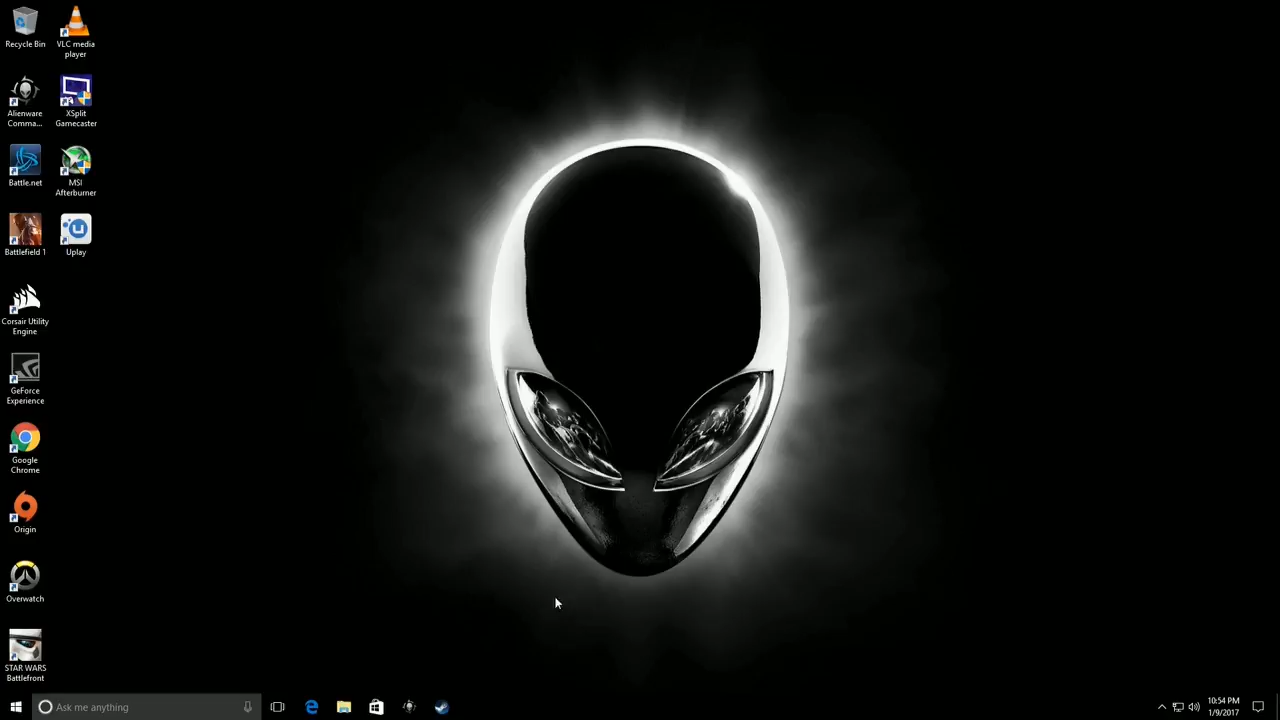 Recycle Bin
VLC media
player
Alienware
Comma...
XSplit
Gamecaster
Battle.net
MSI
Afterburner
Battlefield 1
Uplay
Corsair Utility
Engine
GeForce
Experience
Google
Chrome
Origin
Overwatch
STAR WARS
Battlefront
Ask me anything
10:54 PM
1/9/2017